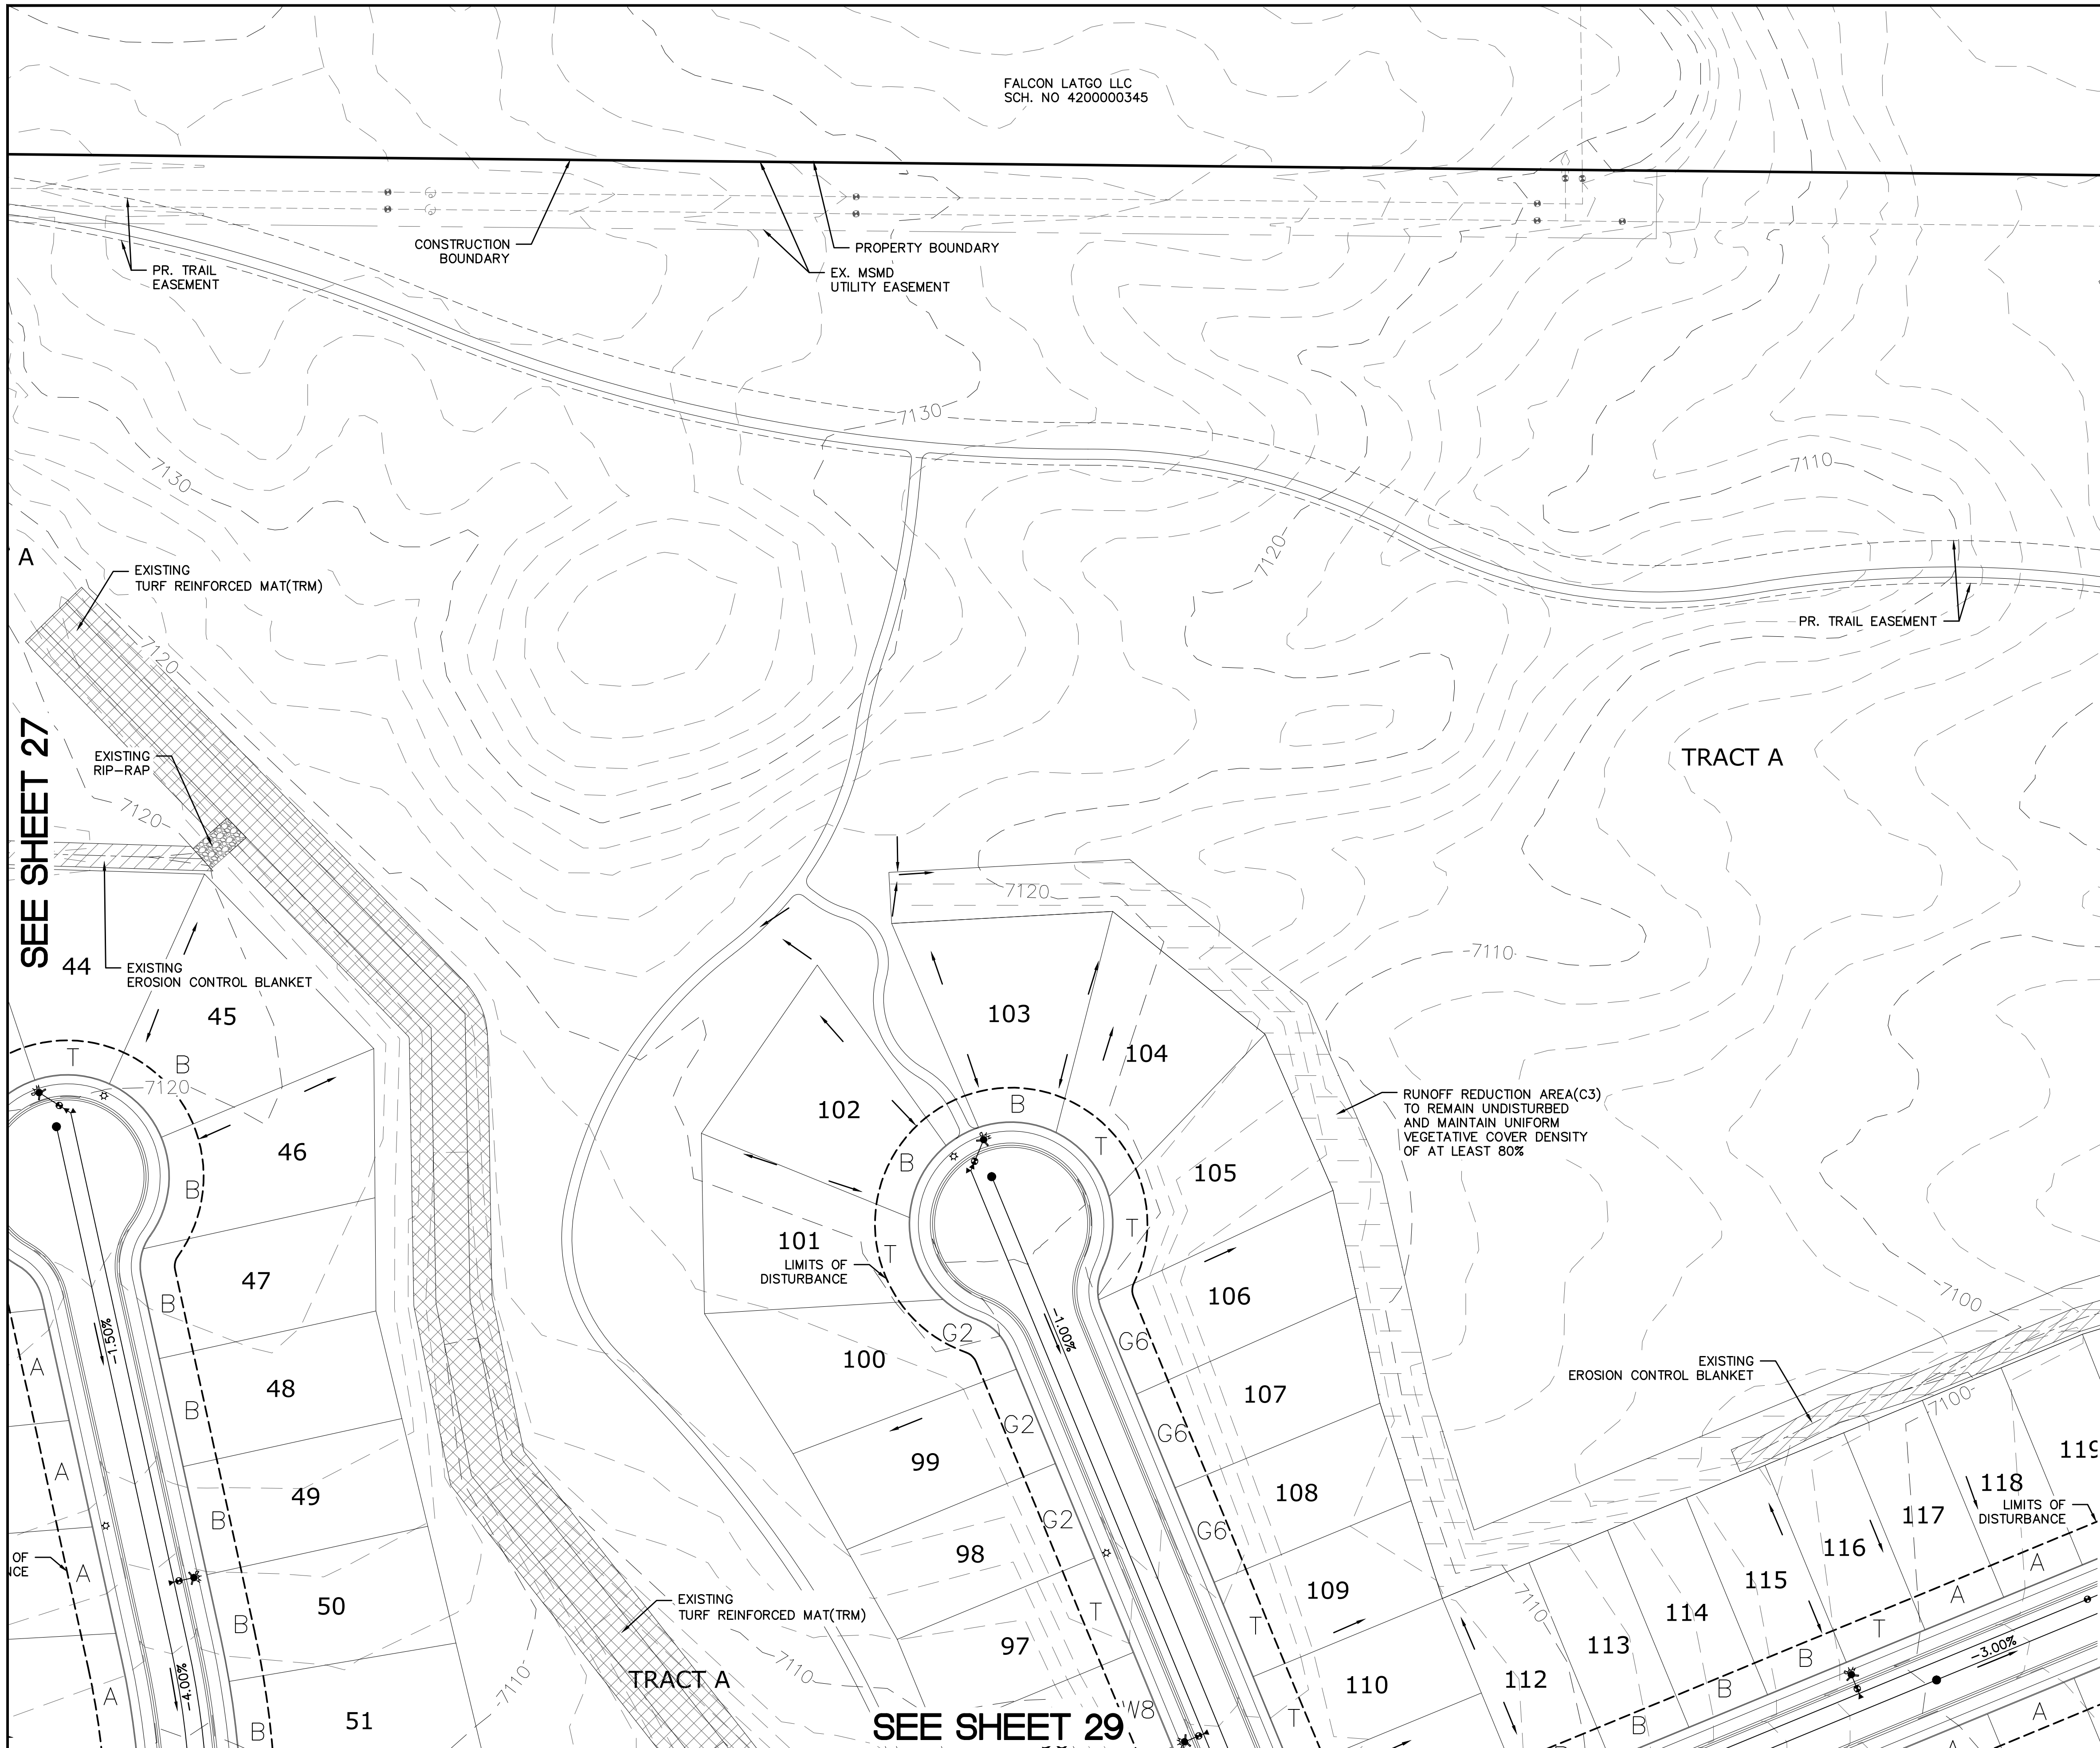 FALCON LATGO LLC
SCH. NO 4200000345
CONSTRUCTION
BOUNDARY
PROPERTY BOUNDARY
EX. MSMD
UTILITY EASEMENT
PR. TRAIL
EASEMENT
7130
7130
7110
7120
A
EXISTING
TURF REINFORCED MAT(TRM)
PR. TRAIL EASEMENT
7120
SEE SHEET 27
EXISTING
RIP-RAP
TRACT A
7120
7120
7110
44
EXISTING
EROSION CONTROL BLANKET
45
103
104
T
B
7120
102
B
RUNOFF REDUCTION AREA(C3)
TO REMAIN UNDISTURBED
AND MAINTAIN UNIFORM
VEGETATIVE COVER DENSITY
OF AT LEAST 80%
46
B
T
105
B
101
T
T
LIMITS OF
DISTURBANCE
47
B
106
7100
-1.50%
-1.00%
G2
G6
A
48
100
EXISTING
EROSION CONTROL BLANKET
107
7100
B
G2
G6
99
119
A
49
108
118
LIMITS OF
DISTURBANCE
117
B
G2
G6
98
116
OF
NCE
A
109
115
A
50
EXISTING
TURF REINFORCED MAT(TRM)
7110
114
A
B
T
T
T
97
113
B
-3.00%
7110
TRACT A
7110
-4.00%
110
112
B
A
51
W8
T
B
A
B
SEE SHEET 29